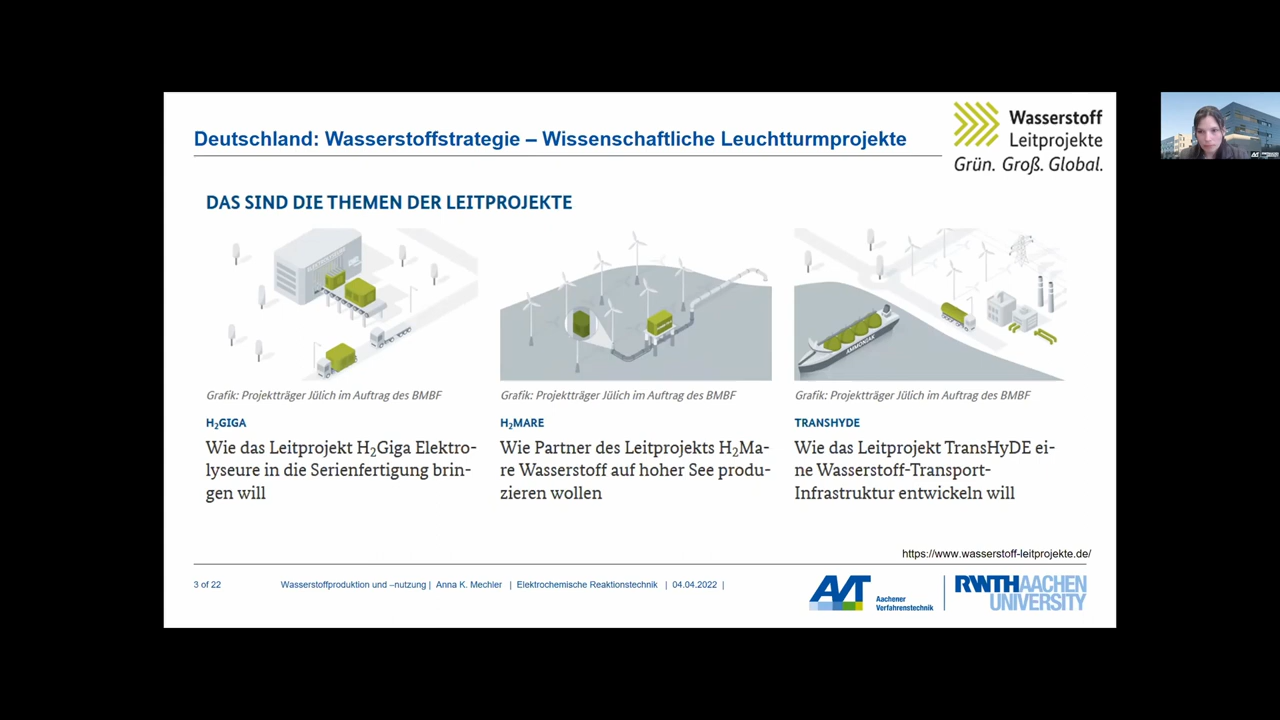 Deutschland: Wasserstoffstrategie – Wissenschaftliche Leuchtturmprojekte
Wasserstoff
Leitprojekte
Grün. Groß. Global.
DAS SIND DIE THEMEN DER LEITPROJEKTE
AMMONIAK
Grafik: Projektträger Jülich im Auftrag des BMBF
Grafik: Projektträger Jülich im Auftrag des BMBF
Grafik: Projektträger Jülich im Auftrag des BMBF
H₂GIGA
Wie das Leitprojekt H₂Giga Elektro-
lyseure in die Serienfertigung brin-
gen will
H₂MARE
Wie Partner des Leitprojekts H₂Ma-
re Wasserstoff auf hoher See produ-
zieren wollen
TRANSHYDE
Wie das Leitprojekt TransHyDE ei-
ne Wasserstoff-Transport-
Infrastruktur entwickeln will
https://www.wasserstoff-leitprojekte.de/
3 of 22
Wasserstoffproduktion und –nutzung | Anna K. Mechler | Elektrochemische Reaktionstechnik | 04.04.2022 |
AVT
Aachener
Verfahrenstechnik
RWTH AACHEN
UNIVERSITY